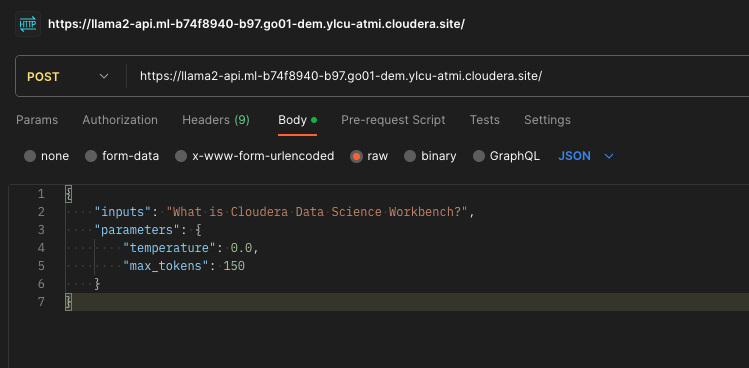 HTTP https://llama2-api.ml-b74f8940-b97.go01-dem.ylcu-atmi.cloudera.site/
POST https://llama2-api.ml-b74f8940-b97.go01-dem.ylcu-atmi.cloudera.site/
Params Authorization Headers (9) Body Pre-request Script Tests Settings
none form-data x-www-form-urlencoded raw binary GraphQL JSON
1 {
2 "inputs": "What is Cloudera Data Science Workbench?",
3 "parameters": {
4 "temperature": 0.0,
5 "max_tokens": 150
6 }
7 }